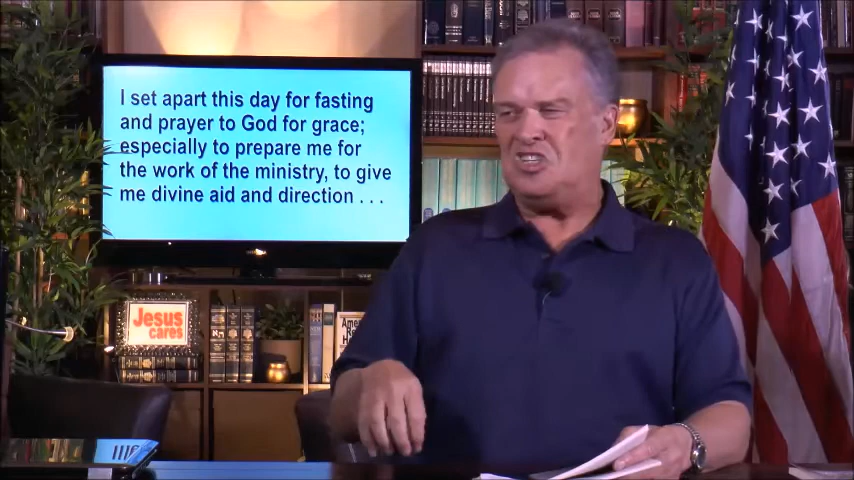 I set apart this day for fasting
and prayer to God for grace;
especially to prepare me for
the work of the ministry, to give
me divine aid and direction . . .
Jesus
cares